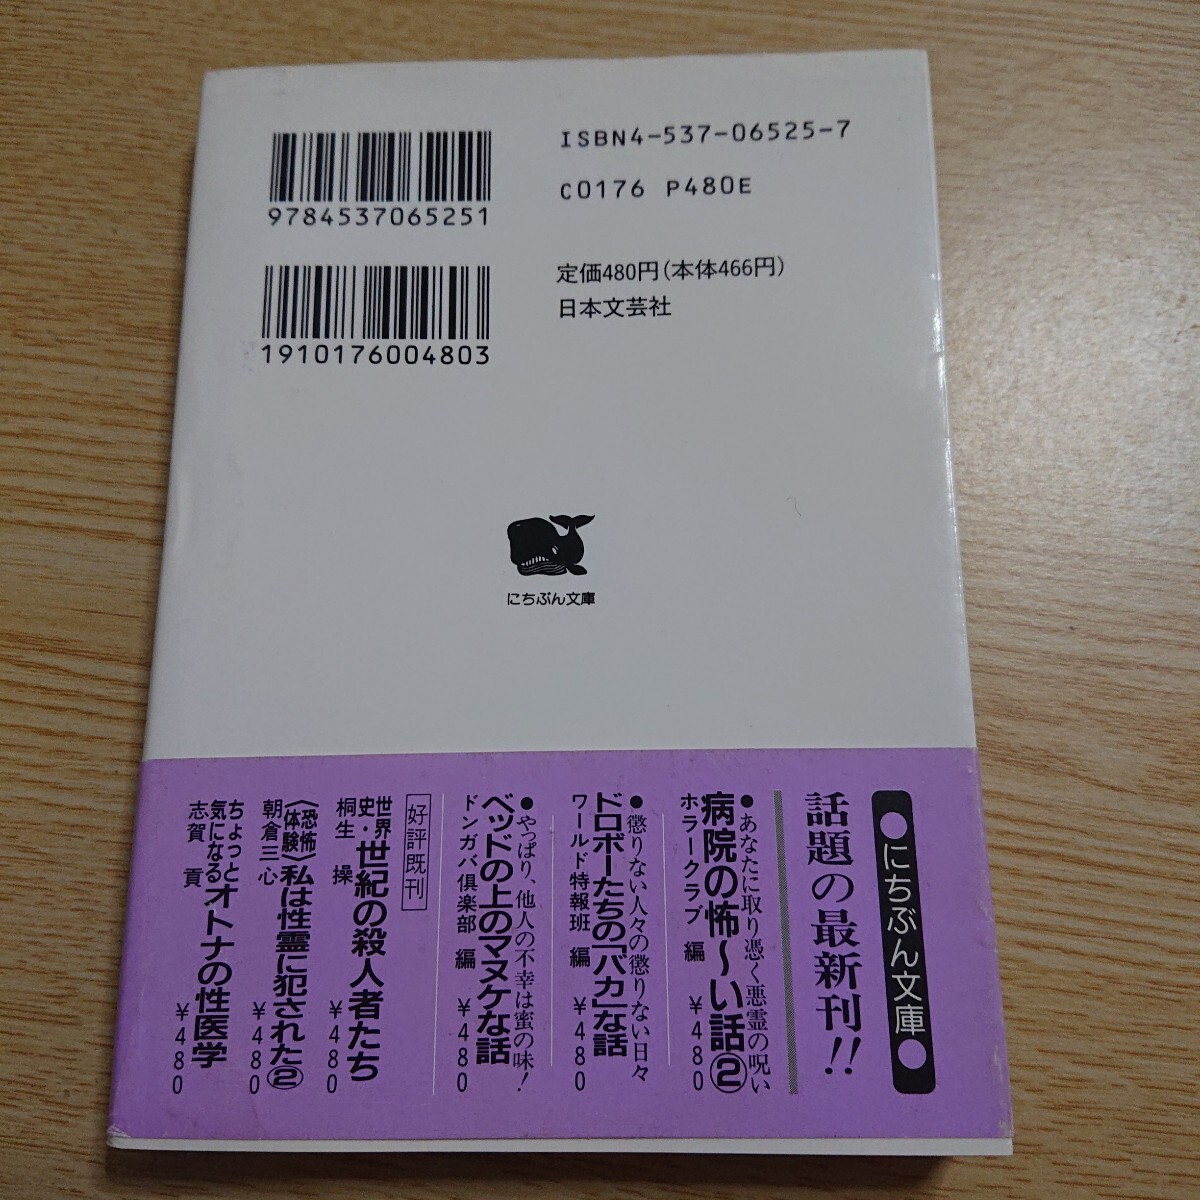 ISBN4-537-06525-7
C0176 P480E
9784537065251
定価480円(本体466円)
日本文芸社
1910176004803
にちぶん文庫
●にちぶん文庫●
話題の最新刊!!
●あなたに取り憑く悪霊の呪い
病院の怖〜い話②
ホラークラブ 編 ¥480
●懲りない人々の懲りない日々
ドロボーたちの「バカ」な話
ワールド特報班 編 ¥480
●やっぱり、他人の不幸は蜜の味!
ベッドの上のマヌケな話
ドンガバ倶楽部 編 ¥480
好評既刊
世界史・世紀の殺人者たち
桐生 操 ¥480
〈恐怖体験〉私は性霊に犯された②
朝倉三心 ¥480
ちょっと気になるオトナの性医学
志賀 貢 ¥480